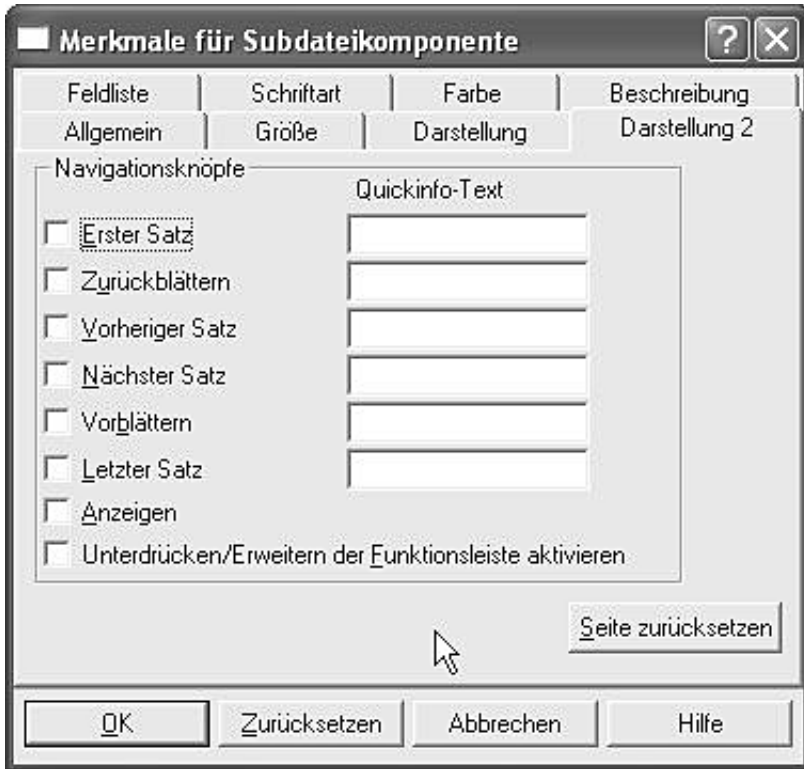 Merkmale für Subdateikomponente
Feldliste Schriftart Farbe Beschreibung
Allgemein Größe Darstellung Darstellung 2
Navigationsknöpfe
Quickinfo-Text
Erster Satz
Zurückblättern
Vorheriger Satz
Nächster Satz
Vorblättern
Letzter Satz
Anzeigen
Unterdrücken/Erweitern der Funktionsleiste aktivieren
Seite zurücksetzen
OK Zurücksetzen Abbrechen Hilfe